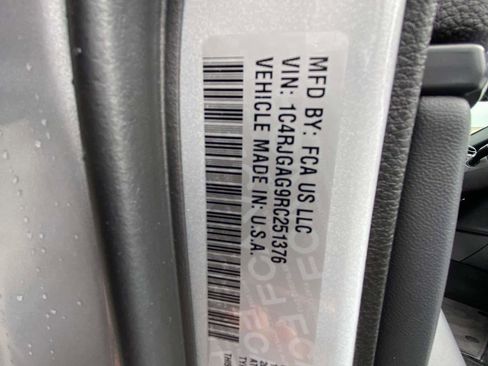 MFD BY: FCA US LLC
VIN: 1C4RJGAG9RC251376
VEHICLE MADE IN: U.S.A.